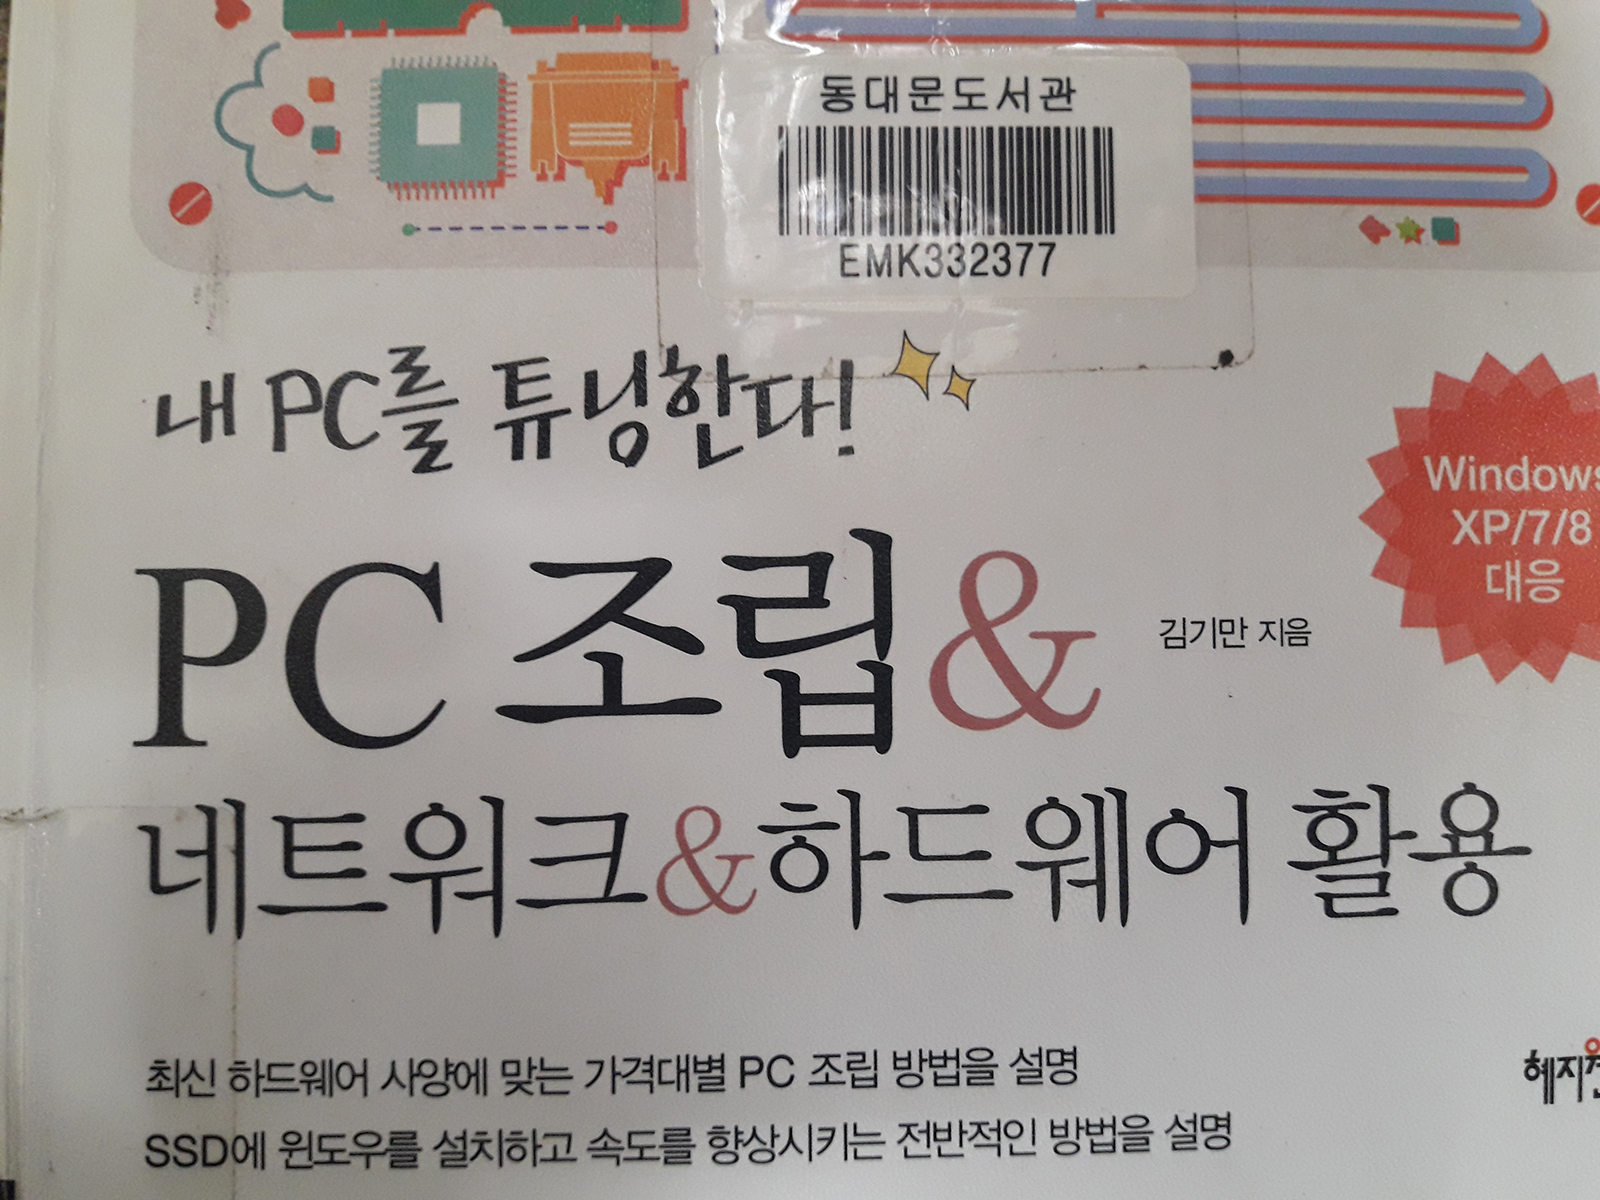 동대문도서관
EMK332377
내 PC를 튜닝한다!
Windows
XP/7/8
대응
PC 조립&
김기만 지음
네트워크&하드웨어 활용
최신 하드웨어 사양에 맞는 가격대별 PC 조립 방법을 설명
SSD에 윈도우를 설치하고 속도를 향상시키는 전반적인 방법을 설명
혜지